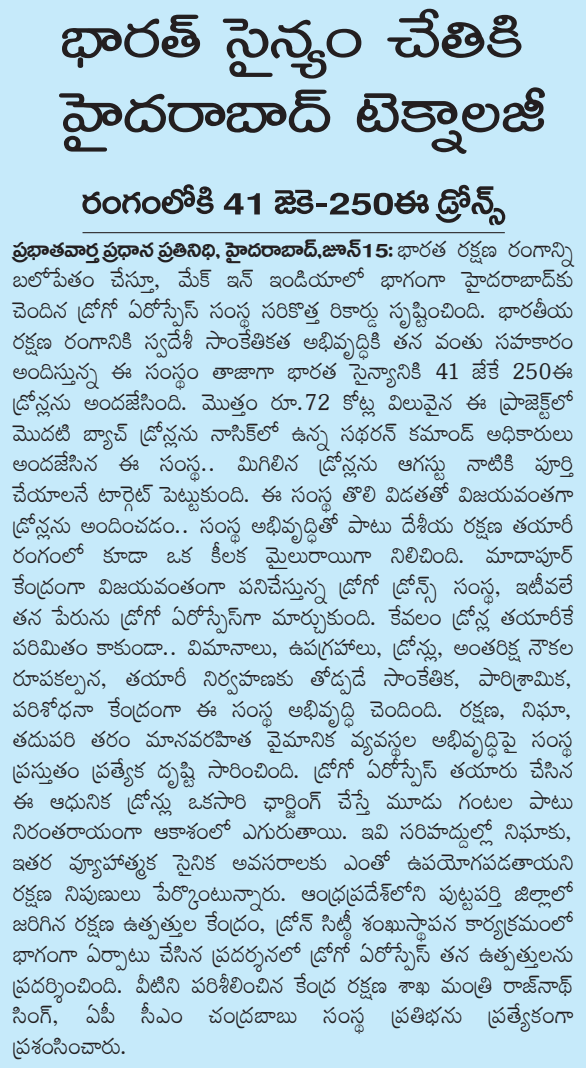 భారత్ సైన్యం చేతికి
హైదరాబాద్ టెక్నాలజీ
రంగంలోకి 41 జెకె-250ఈ డ్రోన్స్
ప్రభాతవార్త ప్రధాన ప్రతినిధి, హైదరాబాద్,జూన్15: భారత రక్షణ రంగాన్ని
బలోపేతం చేస్తూ, మేక్ ఇన్ ఇండియాలో భాగంగా హైదరాబాద్‌కు
చెందిన డ్రోగో ఏరోస్పేస్ సంస్థ సరికొత్త రికార్డు సృష్టించింది. భారతీయ
రక్షణ రంగానికి స్వదేశీ సాంకేతికత అభివృద్ధికి తన వంతు సహకారం
అందిస్తున్న ఈ సంస్థం తాజాగా భారత సైన్యానికి 41 జేకే 250ఈ
డ్రోన్లను అందజేసింది. మొత్తం రూ.72 కోట్ల విలువైన ఈ ప్రాజెక్ట్‌లో
మొదటి బ్యాచ్ డ్రోన్లను నాసిక్‌లో ఉన్న సథరన్ కమాండ్ అధికారులు
అందజేసిన ఈ సంస్థ.. మిగిలిన డ్రోన్లను ఆగస్టు నాటికి పూర్తి
చేయాలనే టార్గెట్ పెట్టుకుంది. ఈ సంస్థ తొలి విడతతో విజయవంతగా
డ్రోన్లను అందించడం.. సంస్థ అభివృద్ధితో పాటు దేశీయ రక్షణ తయారీ
రంగంలో కూడా ఒక కీలక మైలురాయిగా నిలిచింది. మాదాపూర్
కేంద్రంగా విజయవంతంగా పనిచేస్తున్న డ్రోగో డ్రోన్స్ సంస్థ, ఇటీవలే
తన పేరును డ్రోగో ఏరోస్పేస్‌గా మార్చుకుంది. కేవలం డ్రోన్ల తయారీకే
పరిమితం కాకుండా.. విమానాలు, ఉపగ్రహాలు, డ్రోన్లు, అంతరిక్ష నౌకల
రూపకల్పన, తయారీ నిర్వహణకు తోడ్పడే సాంకేతిక, పారిశ్రామిక,
పరిశోధనా కేంద్రంగా ఈ సంస్థ అభివృద్ధి చెందింది. రక్షణ, నిఘా,
తదుపరి తరం మానవరహిత వైమానిక వ్యవస్థల అభివృద్ధిపై సంస్థ
ప్రస్తుతం ప్రత్యేక దృష్టి సారించింది. డ్రోగో ఏరోస్పేస్ తయారు చేసిన
ఈ ఆధునిక డ్రోన్లు ఒకసారి ఛార్జింగ్ చేస్తే మూడు గంటల పాటు
నిరంతరాయంగా ఆకాశంలో ఎగురుతాయి. ఇవి సరిహద్దుల్లో నిఘాకు,
ఇతర వ్యూహాత్మక సైనిక అవసరాలకు ఎంతో ఉపయోగపడతాయని
రక్షణ నిపుణులు పేర్కొంటున్నారు. ఆంధ్రప్రదేశ్‌లోని పుట్టపర్తి జిల్లాలో
జరిగిన రక్షణ ఉత్పత్తుల కేంద్రం, డ్రోన్ సిట్ఠీ శంఖుస్థాపన కార్యక్రమంలో
భాగంగా ఏర్పాటు చేసిన ప్రదర్శనలో డ్రోగో ఏరోస్పేస్ తన ఉత్పత్తులను
ప్రదర్శించింది. వీటిని పరిశీలించిన కేంద్ర రక్షణ శాఖ మంత్రి రాజ్‌నాథ్
సింగ్, ఏపీ సీఎం చంద్రబాబు సంస్థ ప్రతిభను ప్రత్యేకంగా
ప్రశంసించారు.